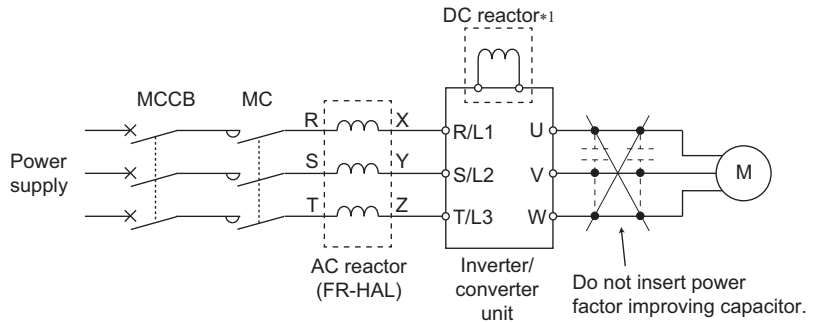 DC reactor*1
MCCB
MC
R
X
R/L1
U
Power
supply
S
Y
S/L2
V
M
T
Z
T/L3
W
AC reactor
(FR-HAL)
Inverter/
converter
unit
Do not insert power
factor improving capacitor.